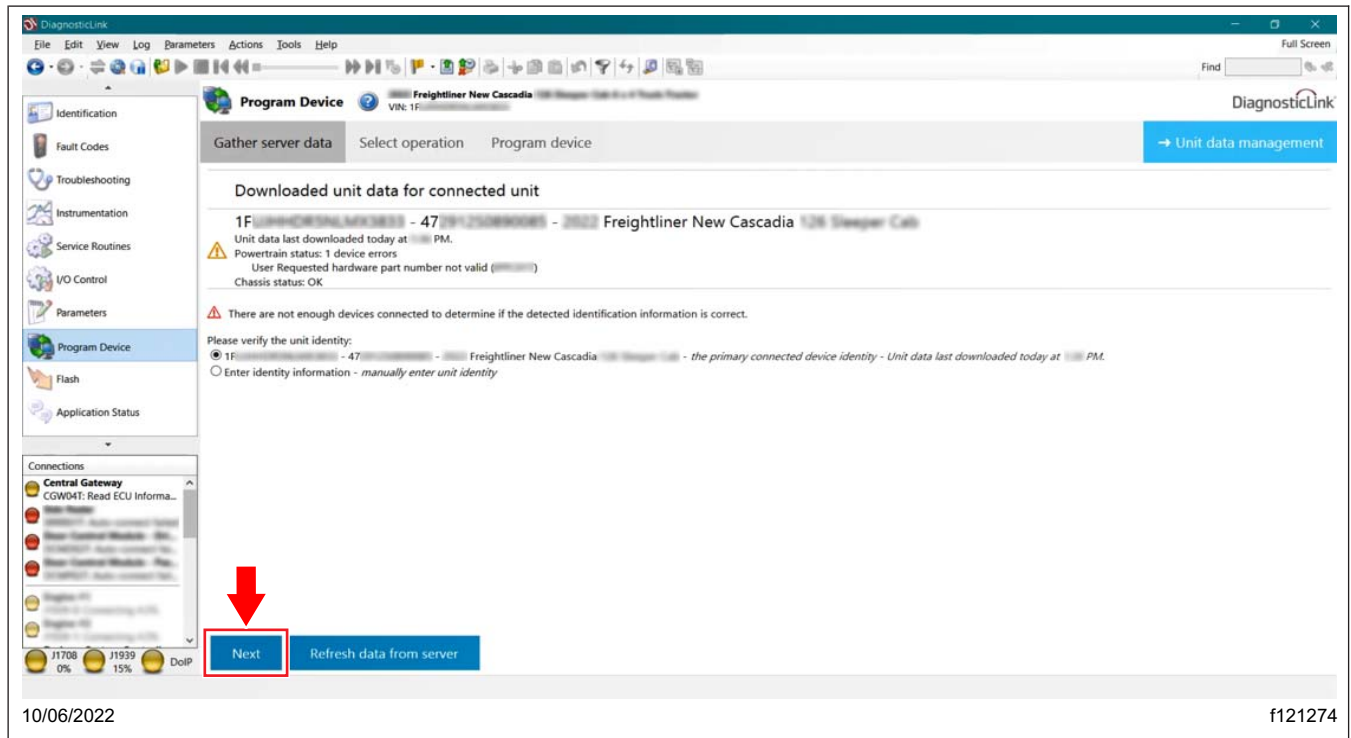 DiagnosticLink
File Edit View Log Parameters Actions Tools Help Full Screen
Find
Program Device Freightliner New Cascadia
VIN: 1F
DiagnosticLink
Identification
Fault Codes
Troubleshooting
Instrumentation
Service Routines
I/O Control
Parameters
Program Device
Flash
Application Status
Gather server data Select operation Program device → Unit data management
Downloaded unit data for connected unit
1F - 47 - Freightliner New Cascadia
Unit data last downloaded today at PM.
Powertrain status: 1 device errors
User Requested hardware part number not valid ( )
Chassis status: OK
There are not enough devices connected to determine if the detected identification information is correct.
Please verify the unit identity:
1F - 47 - Freightliner New Cascadia - the primary connected device identity - Unit data last downloaded today at PM.
Enter identity information - manually enter unit identity
Connections
Central Gateway
CGW04T: Read ECU Informa...
J1708 0% J1939 15% DoIP
Next Refresh data from server
10/06/2022 f121274